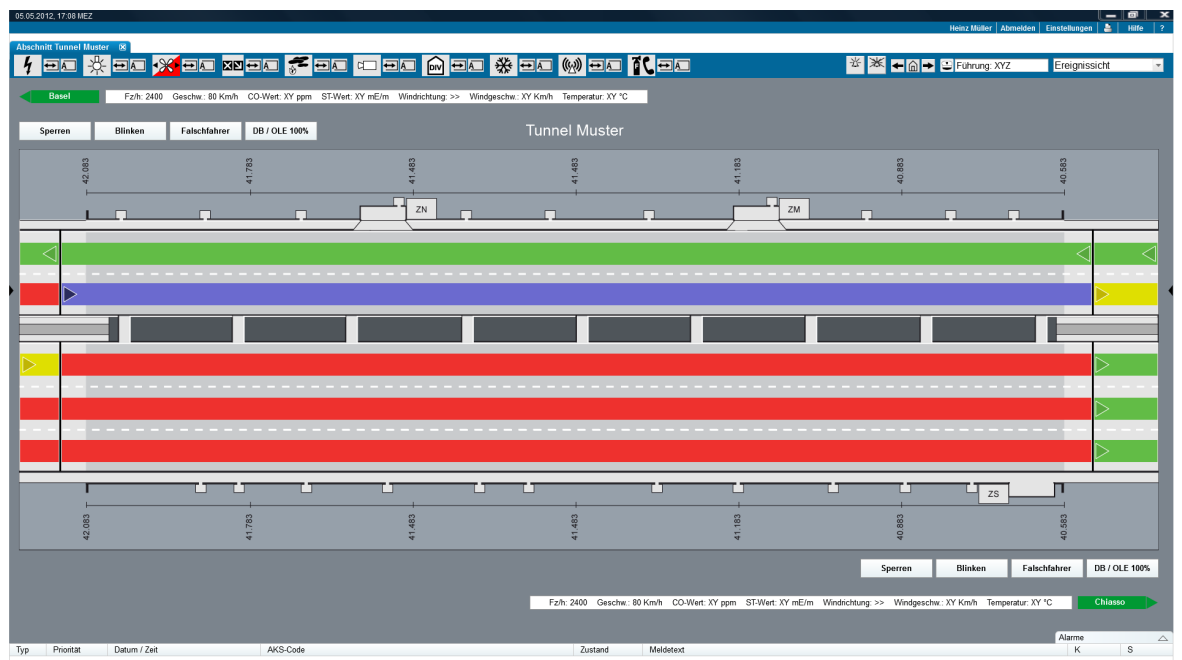 05.05.2012, 17:08 MEZ
Heinz Müller Abmelden Einstellungen Hilfe ?
Abschnitt Tunnel Muster
A A A A A A A DIV A A A A Führung: XYZ Ereignissicht
Basel Fz/h: 2400 Geschw.: 80 Km/h CO-Wert: XY ppm ST-Wert: XY mE/m Windrichtung: >> Windgeschw.: XY Km/h Temperatur: XY °C
Sperren Blinken Falschfahrer DB / OLE 100% Tunnel Muster
42.083 41.783 41.483 41.483 41.183 40.883 40.583
ZN ZM
ZS
42.083 41.783 41.483 41.483 41.183 40.883 40.583
Sperren Blinken Falschfahrer DB / OLE 100%
Fz/h: 2400 Geschw.: 80 Km/h CO-Wert: XY ppm ST-Wert: XY mE/m Windrichtung: >> Windgeschw.: XY Km/h Temperatur: XY °C Chiasso
Alarme
Typ Priorität Datum / Zeit AKS-Code Zustand Meldetext K S